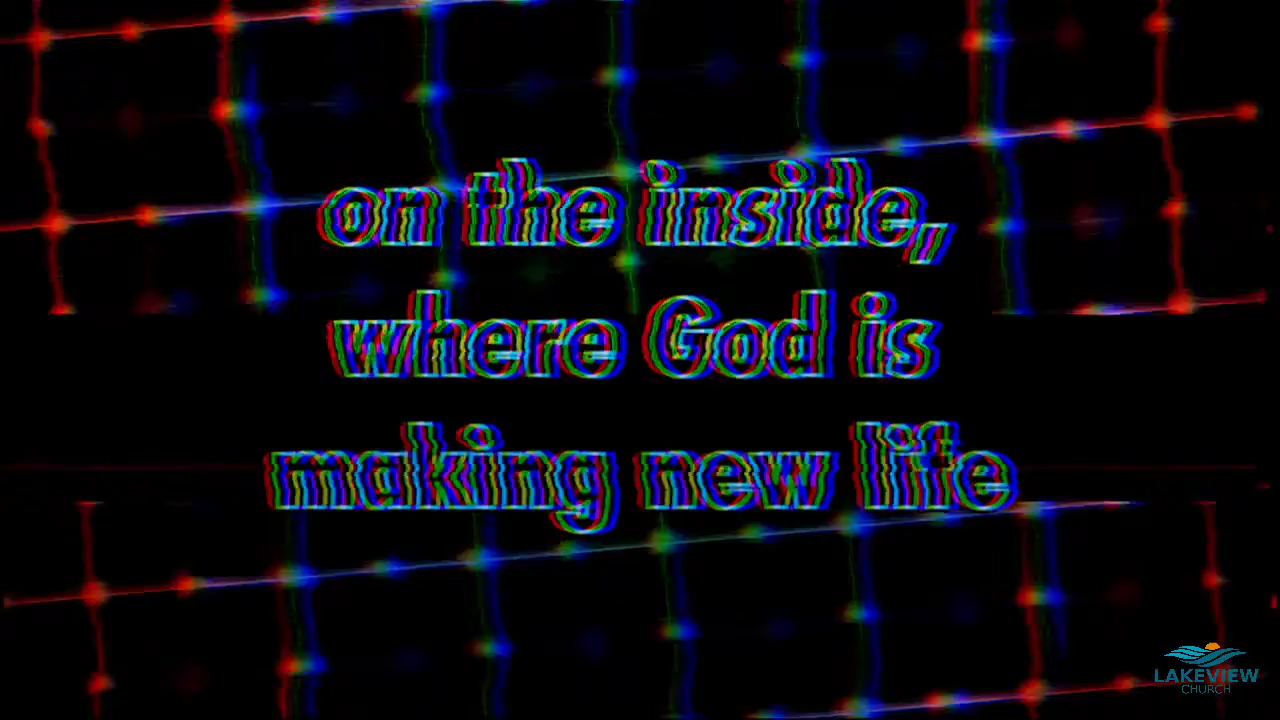 on the inside,
where God is
making new life
LAKEVIEW
CHURCH